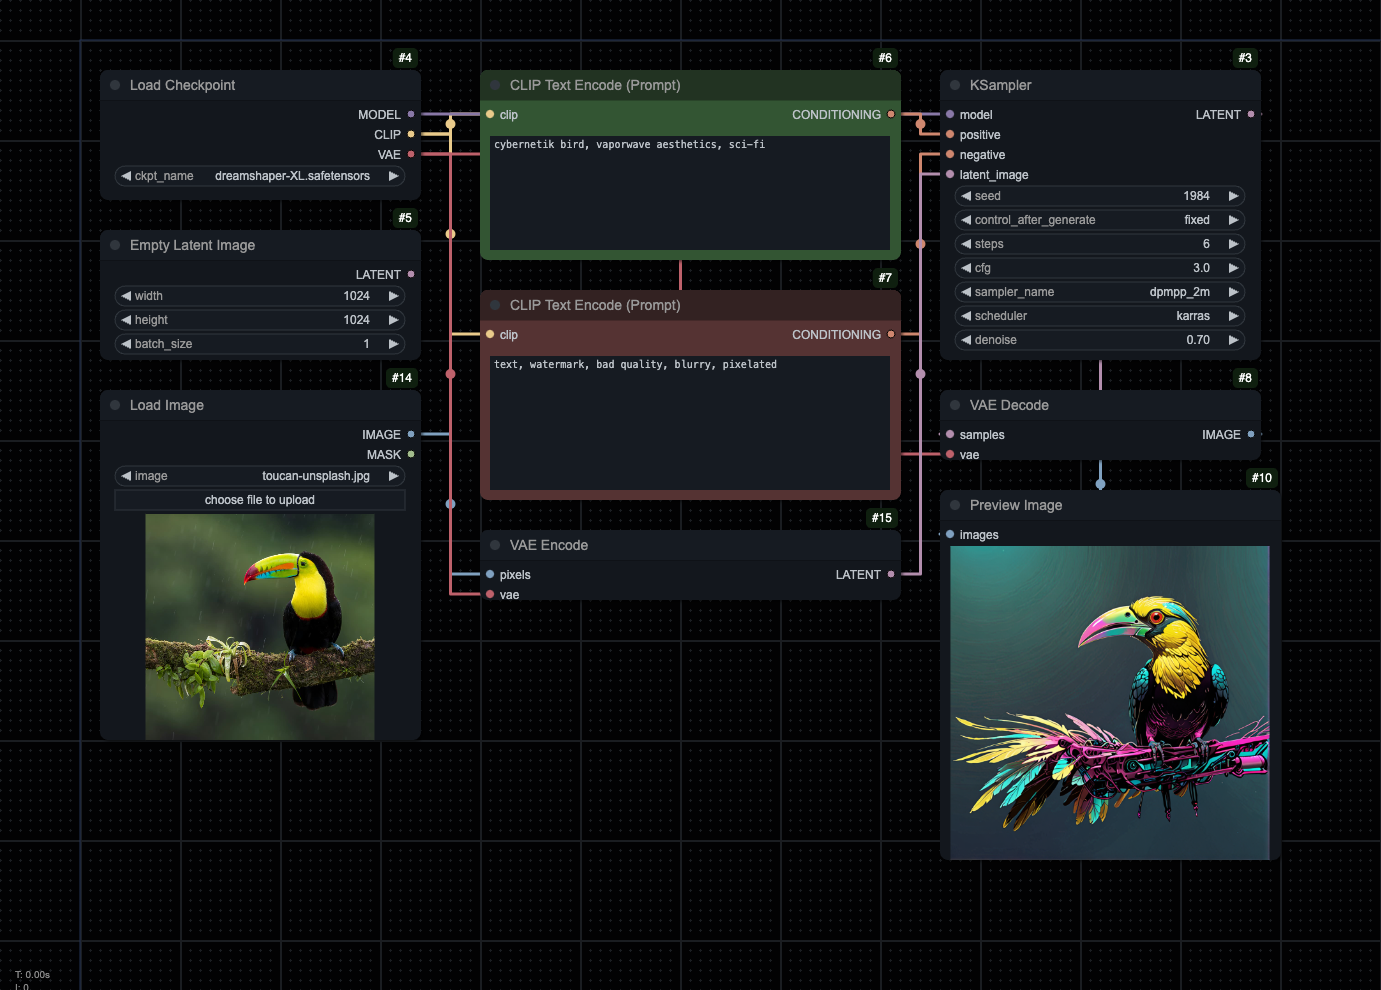 #4
Load Checkpoint
MODEL
CLIP
VAE
ckpt_name dreamshaper-XL.safetensors
#5
Empty Latent Image
LATENT
width 1024
height 1024
batch_size 1
#14
Load Image
IMAGE
MASK
image toucan-unsplash.jpg
choose file to upload
#6
CLIP Text Encode (Prompt)
clip CONDITIONING
cybernetik bird, vaporwave aesthetics, sci-fi
#7
CLIP Text Encode (Prompt)
clip CONDITIONING
text, watermark, bad quality, blurry, pixelated
#15
VAE Encode
pixels LATENT
vae
#3
KSampler
model LATENT
positive
negative
latent_image
seed 1984
control_after_generate fixed
steps 6
cfg 3.0
sampler_name dpmpp_2m
scheduler karras
denoise 0.70
#8
VAE Decode
samples IMAGE
vae
#10
Preview Image
images
T: 0.00s
I: 0